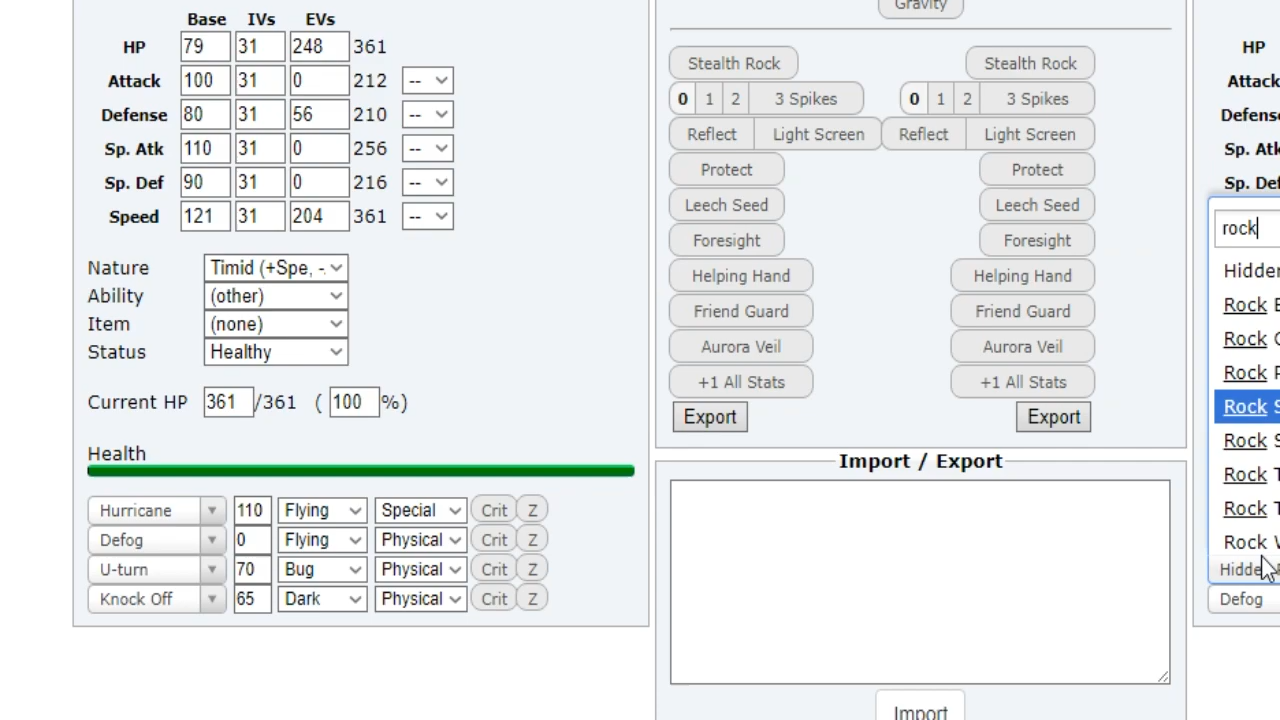 Base IVs EVs
HP 79 31 248 361
Attack 100 31 0 212 --
Defense 80 31 56 210 --
Sp. Atk 110 31 0 256 --
Sp. Def 90 31 0 216 --
Speed 121 31 204 361 --
Nature Timid (+Spe, -.
Ability (other)
Item (none)
Status Healthy
Current HP 361 /361 ( 100 %)
Health
Hurricane 110 Flying Special Crit Z
Defog 0 Flying Physical Crit Z
U-turn 70 Bug Physical Crit Z
Knock Off 65 Dark Physical Crit Z
Gravity
Stealth Rock Stealth Rock
0 1 2 3 Spikes 0 1 2 3 Spikes
Reflect Light Screen Reflect Light Screen
Protect Protect
Leech Seed Leech Seed
Foresight Foresight
Helping Hand Helping Hand
Friend Guard Friend Guard
Aurora Veil Aurora Veil
+1 All Stats +1 All Stats
Export Export
Import / Export
Import
HP
Attack
Defense
Sp. Atk
Sp. Def
rock
Hidden
Rock
Rock
Rock
Rock S
Rock S
Rock T
Rock T
Rock
Defog